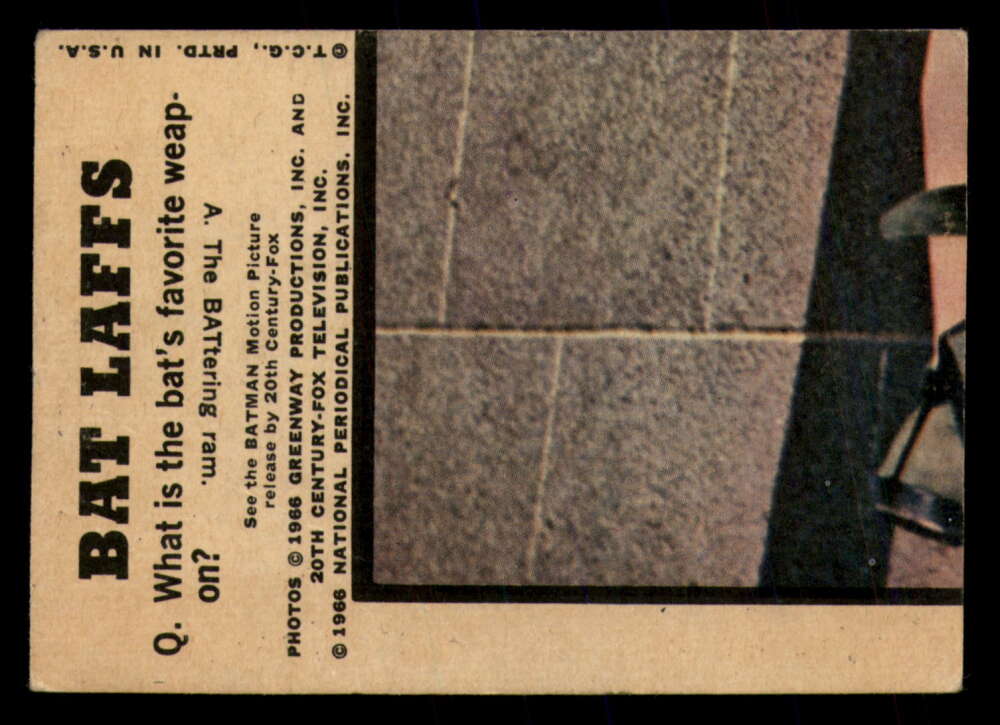 BAT LAFFS
Q. What is the bat's favorite weap-
on?
A. The BATtering ram.
See the BATMAN Motion Picture
release by 20th Century-Fox
PHOTOS © 1966 GREENWAY PRODUCTIONS, INC. AND
20TH CENTURY-FOX TELEVISION, INC.
© 1966 NATIONAL PERIODICAL PUBLICATIONS, INC.
© T.C.G., PRTD. IN U.S.A.